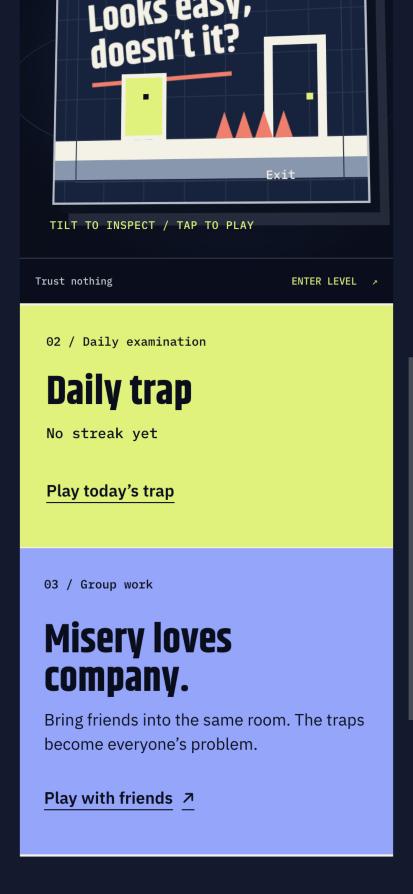 Looks easy,
doesn’t it?
Exit
TILT TO INSPECT / TAP TO PLAY
Trust nothing
ENTER LEVEL ↗
02 / Daily examination
Daily trap
No streak yet
Play today’s trap
03 / Group work
Misery loves
company.
Bring friends into the same room. The traps
become everyone’s problem.
Play with friends ↗